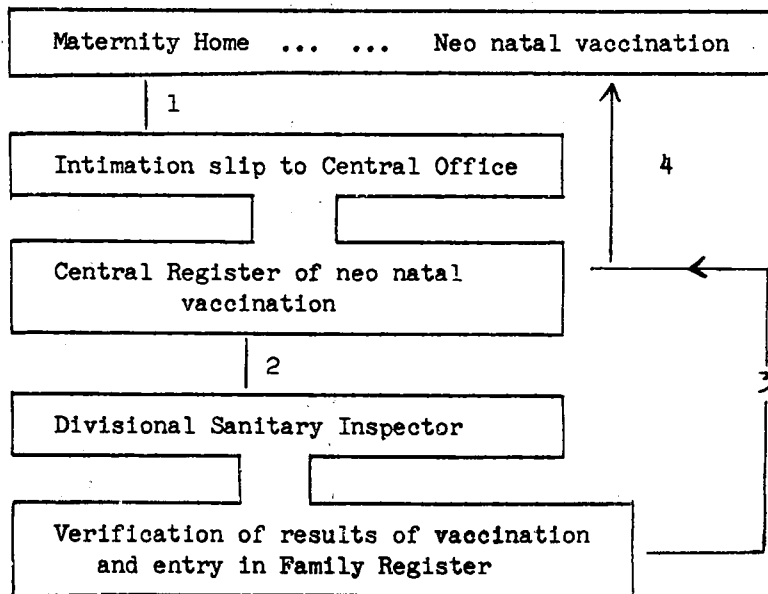 Maternity Home ... ... Neo natal vaccination
1
Intimation slip to Central Office
4
Central Register of neo natal
vaccination
2
3
Divisional Sanitary Inspector
Verification of results of vaccination
and entry in Family Register